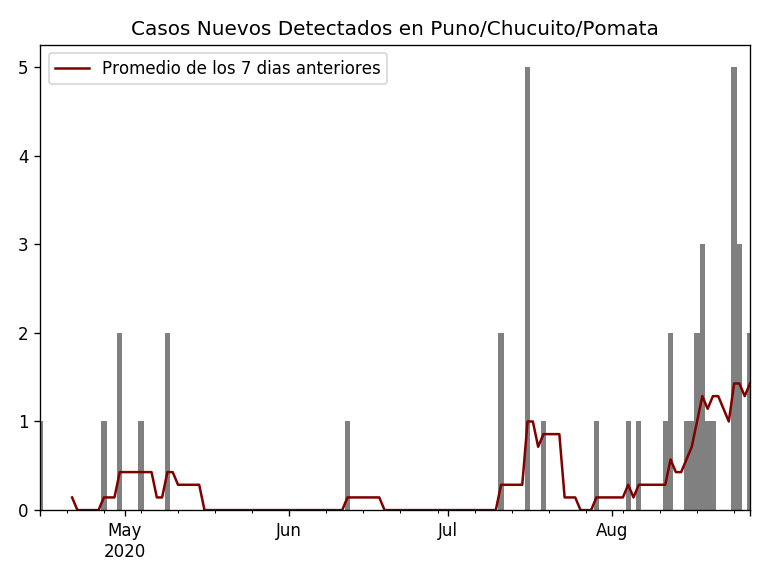 Casos Nuevos Detectados en Puno/Chucuito/Pomata
Promedio de los 7 dias anteriores
5
4
3
2
1
0
May
2020
Jun
Jul
Aug